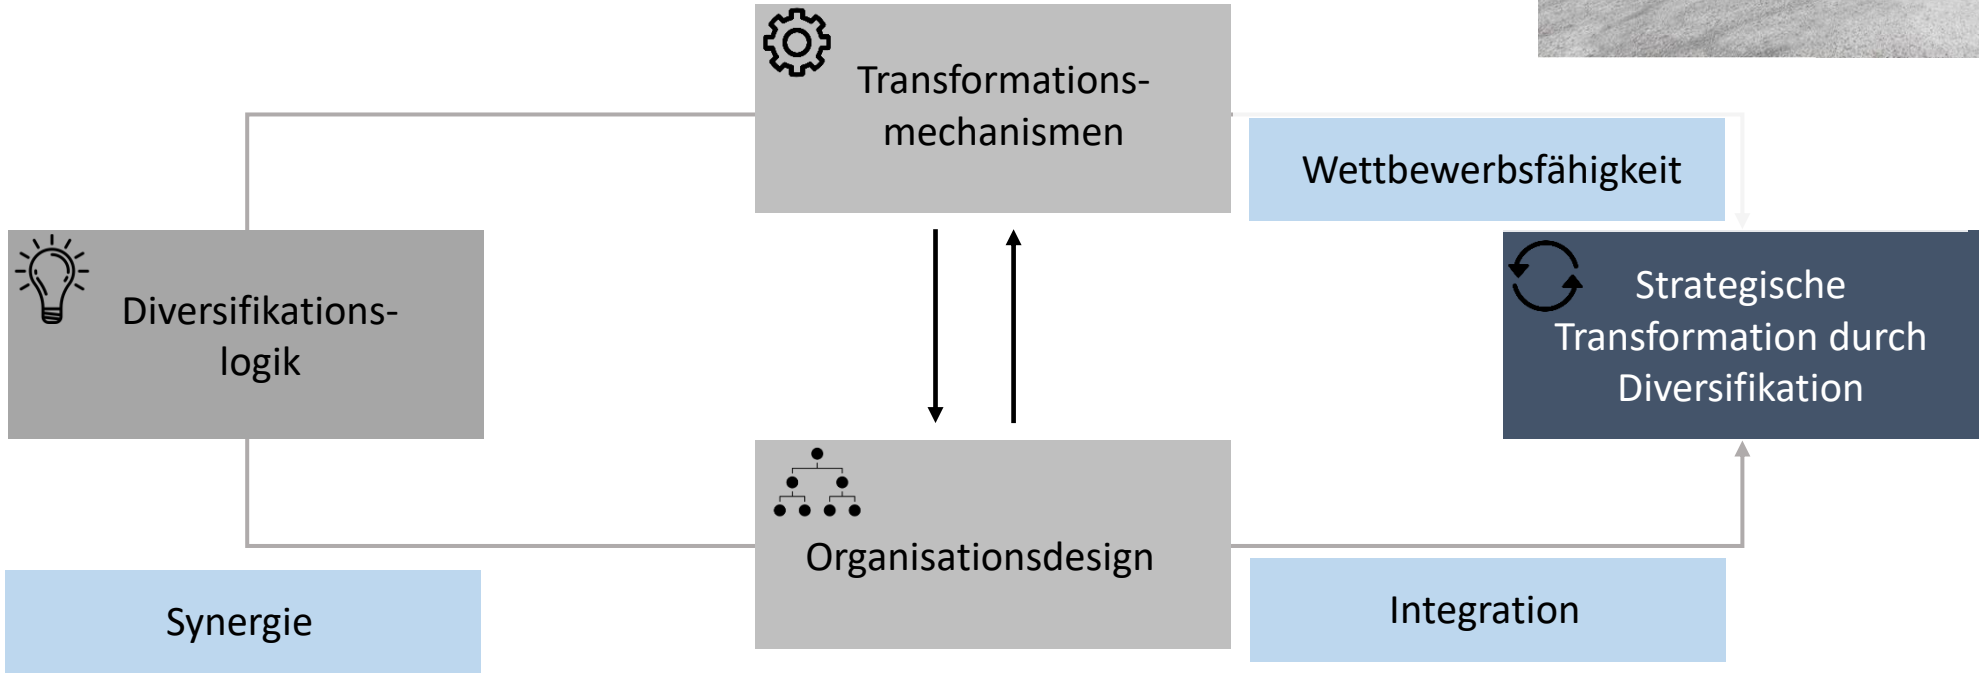 Transformations-
mechanismen
Wettbewerbsfähigkeit
Diversifikations-
logik
Strategische
Transformation durch
Diversifikation
Organisationsdesign
Synergie
Integration